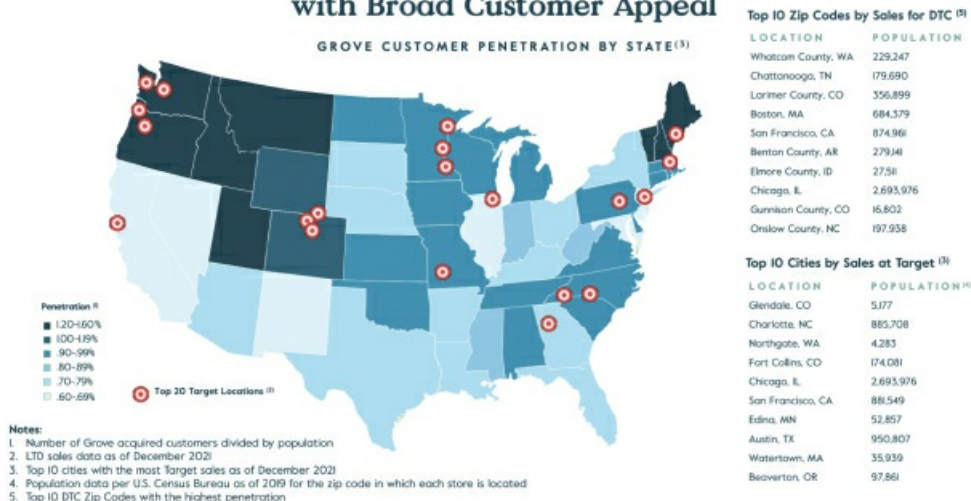 with Broad Customer Appeal
GROVE CUSTOMER PENETRATION BY STATE(3)
Top 10 Zip Codes by Sales for DTC (5)
LOCATION POPULATION
Whatcom County, WA 229,247
Chattanooga, TN 179,690
Larimer County, CO 356,899
Boston, MA 684,379
San Francisco, CA 874,961
Benton County, AR 279,141
Elmore County, ID 27,511
Chicago, IL 2,693,976
Gunnison County, CO 16,802
Onslow County, NC 197,938
Top 10 Cities by Sales at Target (3)
LOCATION POPULATION(4)
Glendale, CO 5,177
Charlotte, NC 885,708
Northgate, WA 4,283
Fort Collins, CO 174,081
Chicago, IL 2,693,976
San Francisco, CA 881,549
Edina, MN 52,857
Austin, TX 950,807
Watertown, MA 35,939
Beaverton, OR 97,861
Penetration (1)
1.20-1.60%
1.00-1.19%
.90-.99%
.80-.89%
.70-.79%
.60-.69%
Top 20 Target Locations (2)
Notes:
1. Number of Grove acquired customers divided by population
2. LTD sales data as of December 2021
3. Top 10 cities with the most Target sales as of December 2021
4. Population data per U.S. Census Bureau as of 2019 for the zip code in which each store is located
5. Top 10 DTC Zip Codes with the highest penetration